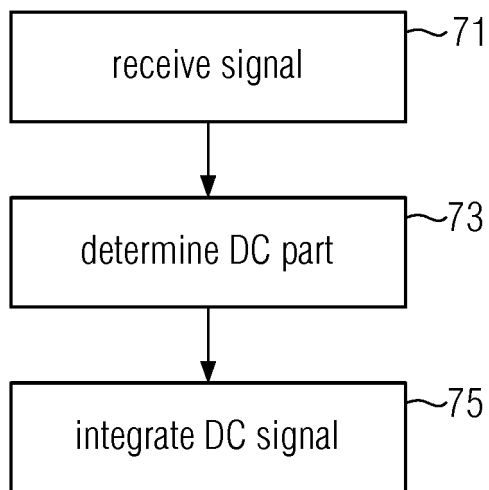 receive signal
71
determine DC part
73
integrate DC signal
75